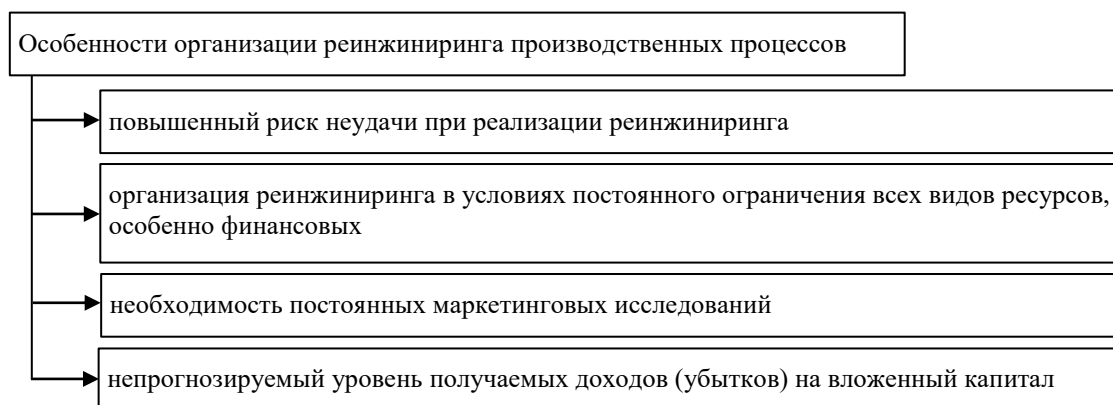 Особенности организации реинжиниринга производственных процессов
повышенный риск неудачи при реализации реинжиниринга
организация реинжиниринга в условиях постоянного ограничения всех видов ресурсов,
особенно финансовых
необходимость постоянных маркетинговых исследований
непрогнозируемый уровень получаемых доходов (убытков) на вложенный капитал